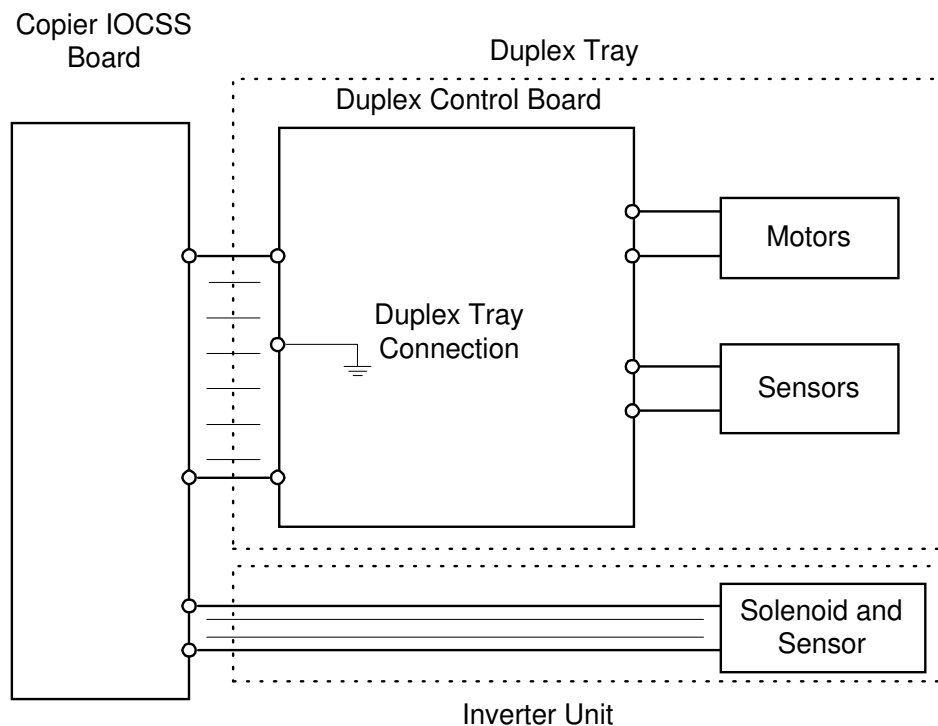 Copier IOCSS
Board
Duplex Tray
Duplex Control Board
Motors
Duplex Tray
Connection
Sensors
Solenoid and
Sensor
Inverter Unit